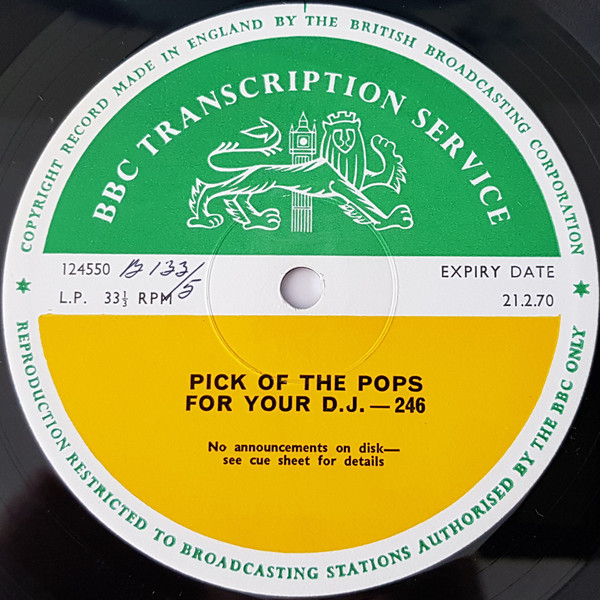 COPYRIGHT RECORD MADE IN ENGLAND BY THE BRITISH BROADCASTING CORPORATION
BBC TRANSCRIPTION SERVICE
124550 B 133/5
EXPIRY DATE
L.P. 33⅓ RPM
21.2.70
PICK OF THE POPS
FOR YOUR D.J. — 246
No announcements on disk—
see cue sheet for details
REPRODUCTION RESTRICTED TO BROADCASTING STATIONS AUTHORISED BY THE BBC ONLY